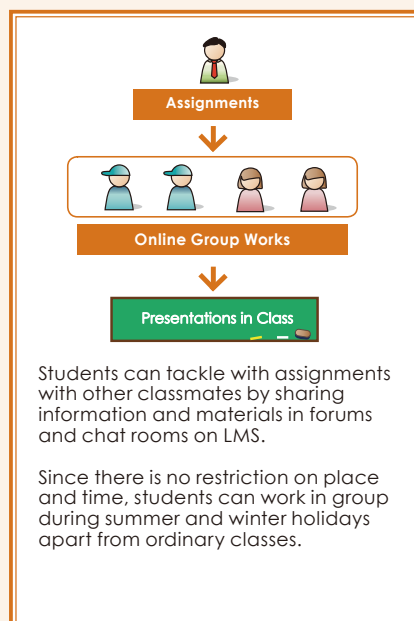 Assignments
Online Group Works
Presentations in Class
Students can tackle with assignments
with other classmates by sharing
information and materials in forums
and chat rooms on LMS.
Since there is no restriction on place
and time, students can work in group
during summer and winter holidays
apart from ordinary classes.